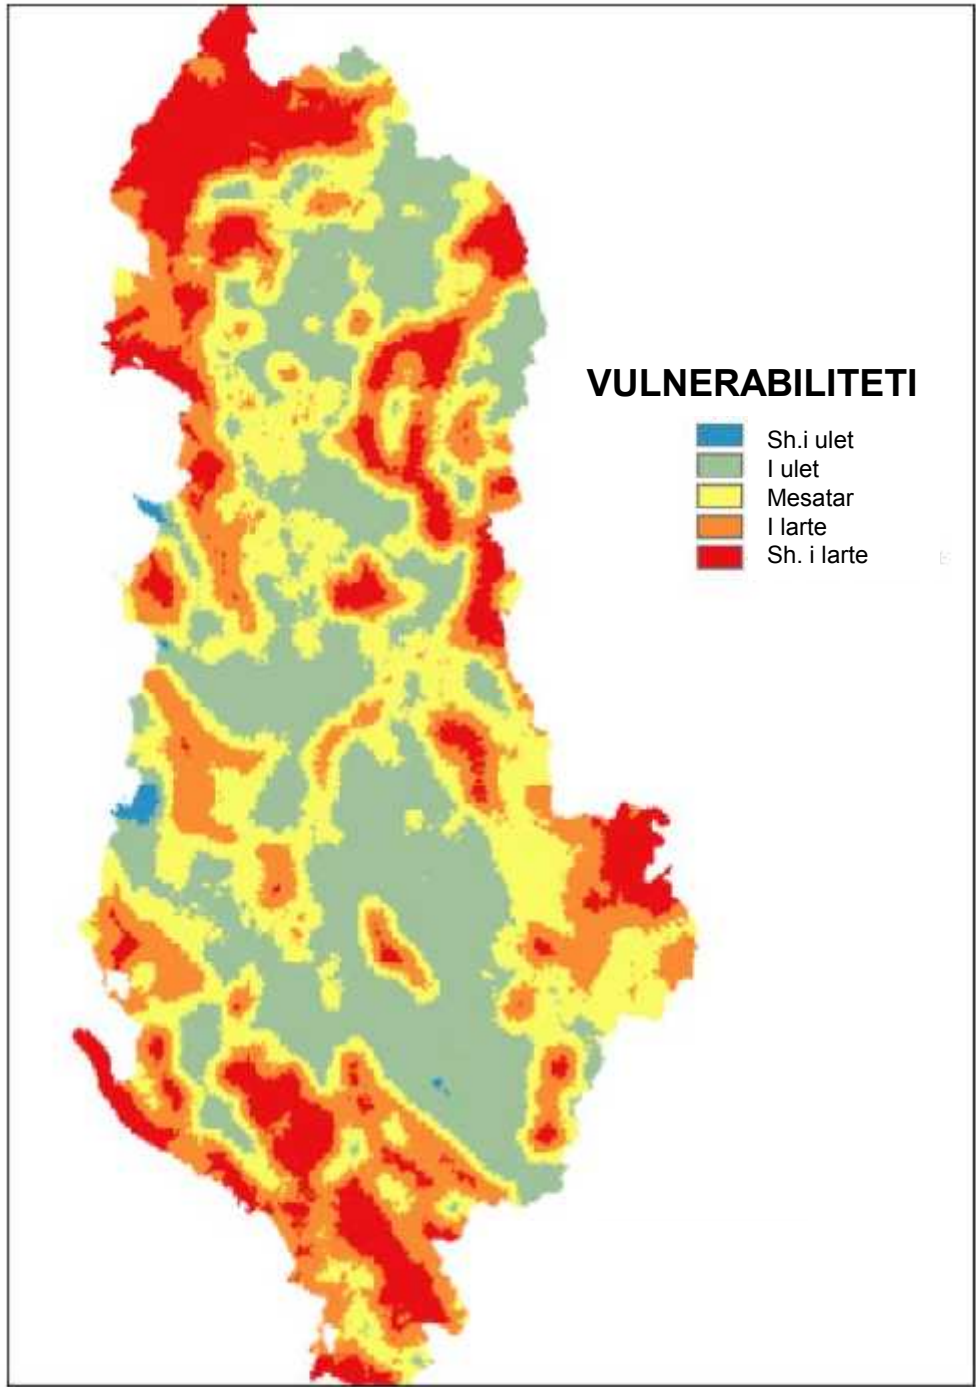 VULNERABILITETI
Sh.i ulet
I ulet
Mesatar
I larte
Sh. i larte